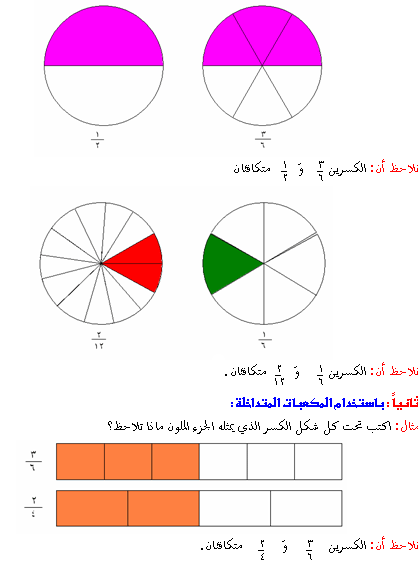 ٣/٦ ١/٢
نلاحظ أن: الكسرين ٣/٦ وَ ١/٢ متكافئان
٢/١٢ ١/٦
نلاحظ أن: الكسرين ١/٦ وَ ٢/١٢ متكافئان.
ثانياً: باستخدام المكعبات المتداخلة:
مثال: اكتب تحت كل شكل الكسر الذي يمثله الجزء الملون ماذا تلاحظ؟
٣/٦
٢/٤
نلاحظ أن: الكسرين ٣/٦ وَ ٢/٤ متكافئان.